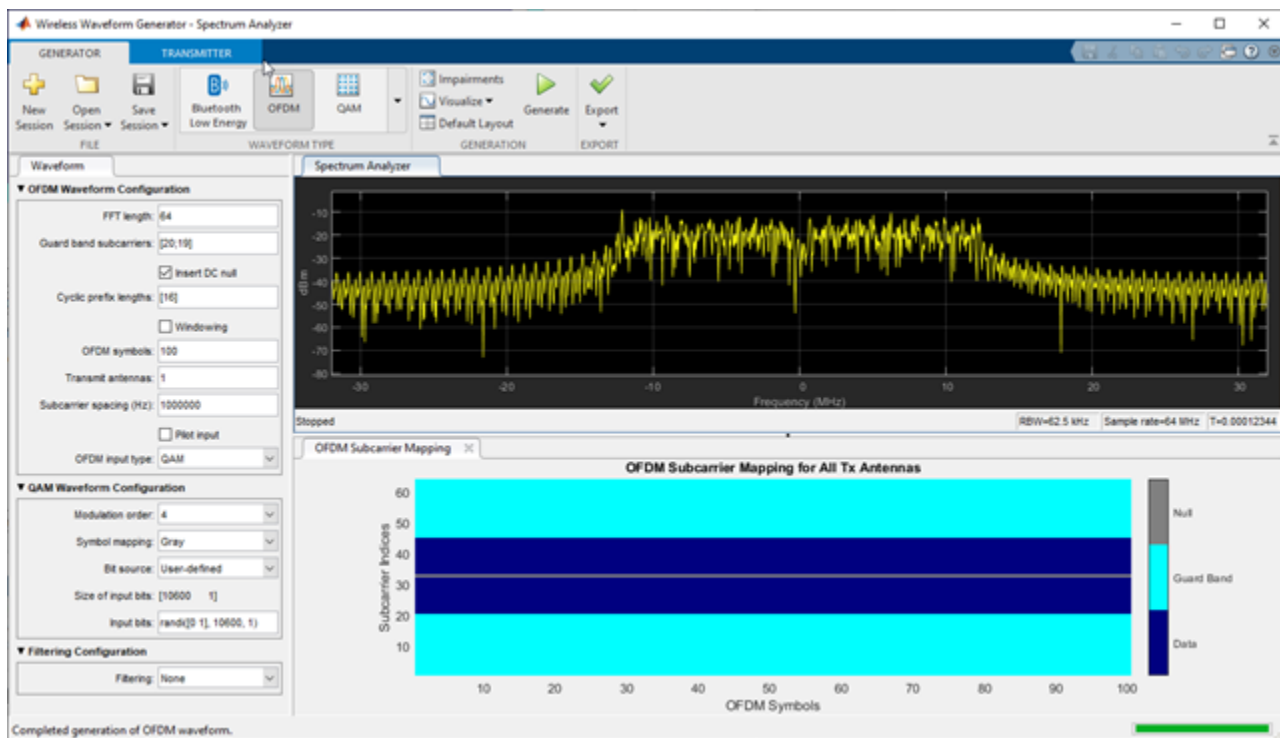 Wireless Waveform Generator - Spectrum Analyzer
GENERATOR TRANSMITTER
New Session
Open Session
Save Session
FILE
Bluetooth Low Energy
OFDM
QAM
WAVEFORM TYPE
Impairments
Visualize
Default Layout
Generate
GENERATION
Export
EXPORT
Waveform
OFDM Waveform Configuration
FFT length: 64
Guard band subcarriers: [20;19]
Insert DC null
Cyclic prefix lengths: [16]
Windowing
OFDM symbols: 100
Transmit antennas: 1
Subcarrier spacing (Hz): 1000000
Pilot input
OFDM input type: QAM
QAM Waveform Configuration
Modulation order: 4
Symbol mapping: Gray
Bit source: User-defined
Size of input bits: [10600 1]
Input bits: randi([0 1], 10600, 1)
Filtering Configuration
Filtering: None
Spectrum Analyzer
dBm
-10
-20
-30
-40
-50
-60
-70
-80
-30 -20 -10 0 10 20 30
Frequency (MHz)
Stopped RBW=62.5 kHz Sample rate=64 MHz T=0.00012344
OFDM Subcarrier Mapping
OFDM Subcarrier Mapping for All Tx Antennas
Subcarrier Indices
60
50
40
30
20
10
10 20 30 40 50 60 70 80 90 100
OFDM Symbols
Null
Guard Band
Data
Completed generation of OFDM waveform.